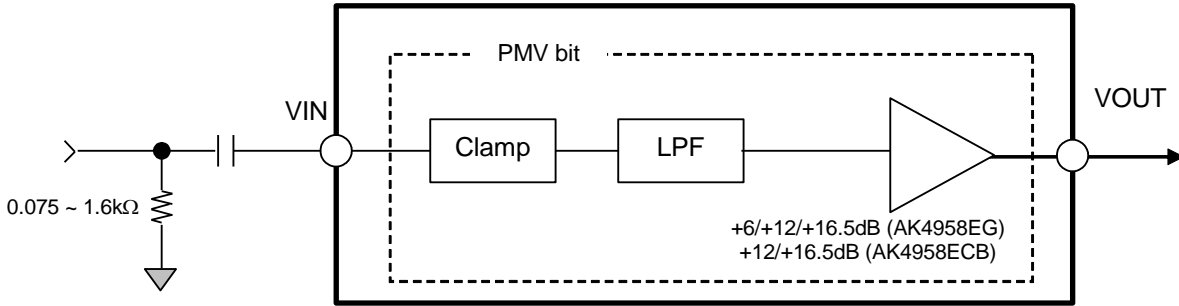 PMV bit
VIN
VOUT
Clamp
LPF
0.075 ~ 1.6kΩ
+6/+12/+16.5dB (AK4958EG)
+12/+16.5dB (AK4958ECB)